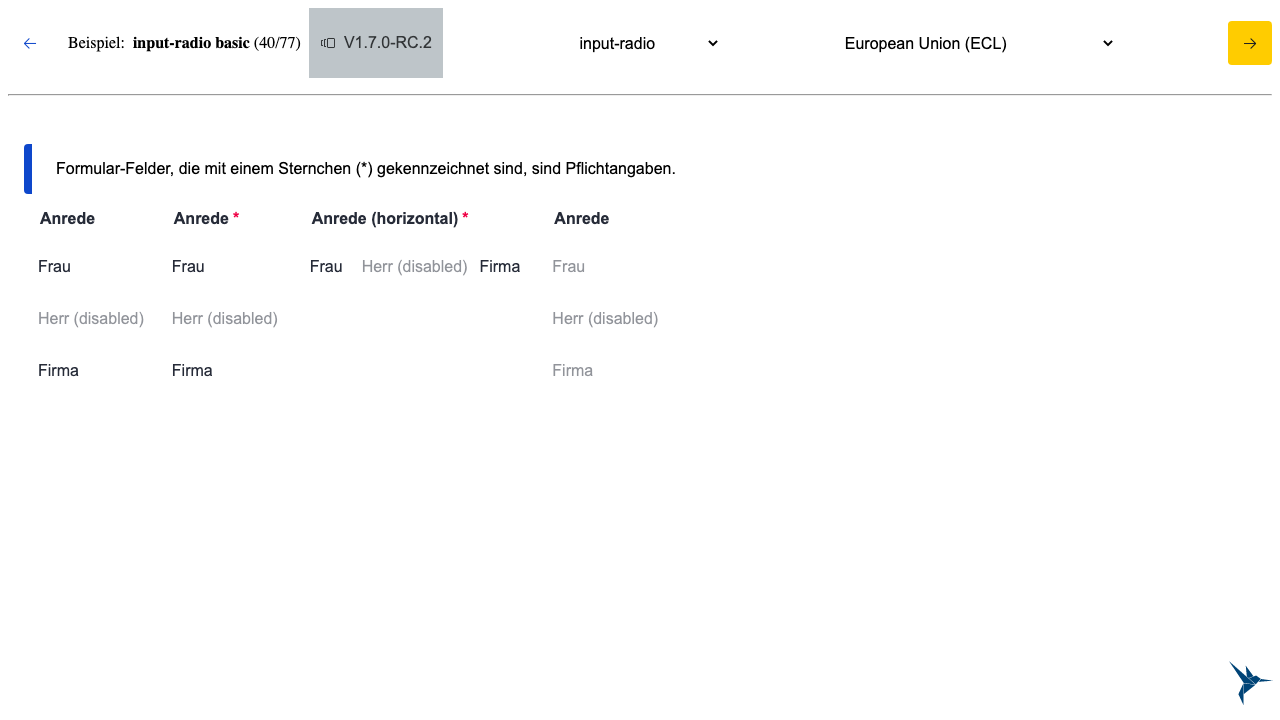 Beispiel: input-radio basic (40/77) V1.7.0-RC.2 input-radio European Union (ECL)
Formular-Felder, die mit einem Sternchen (*) gekennzeichnet sind, sind Pflichtangaben.
Anrede Anrede * Anrede (horizontal) * Anrede
Frau Frau Frau Herr (disabled) Firma Frau
Herr (disabled) Herr (disabled) Herr (disabled)
Firma Firma Firma